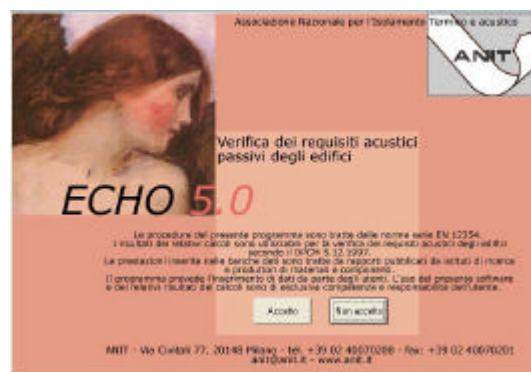 Associazione Nazionale per l'Isolamento Termico e acustico
ANIT
Verifica dei requisiti acustici
passivi degli edifici
ECHO 5.0
Le procedure del presente programma sono tratte dalle norme serie EN 12354.
I risultati dei relativi calcoli sono utilizzabili per la verifica dei requisiti acustici degli edifici
secondo il DPCM 5.12.1997.
Le prestazioni inserite nelle banche dati sono tratte da rapporti pubblicati da istituti di ricerca
e produttori di materiali e componenti.
Il programma prevede l'inserimento di dati da parte degli utenti. L'uso del presente software
e dei relativi risultati dei calcoli sono di esclusiva competenza e responsabilità dell'utente.
Accetto
Non accetto
ANIT - Via Civitali 77, 20148 Milano - tel. +39 02 40070208 - fax: +39 02 40070201
anit@anit.it - www.anit.it